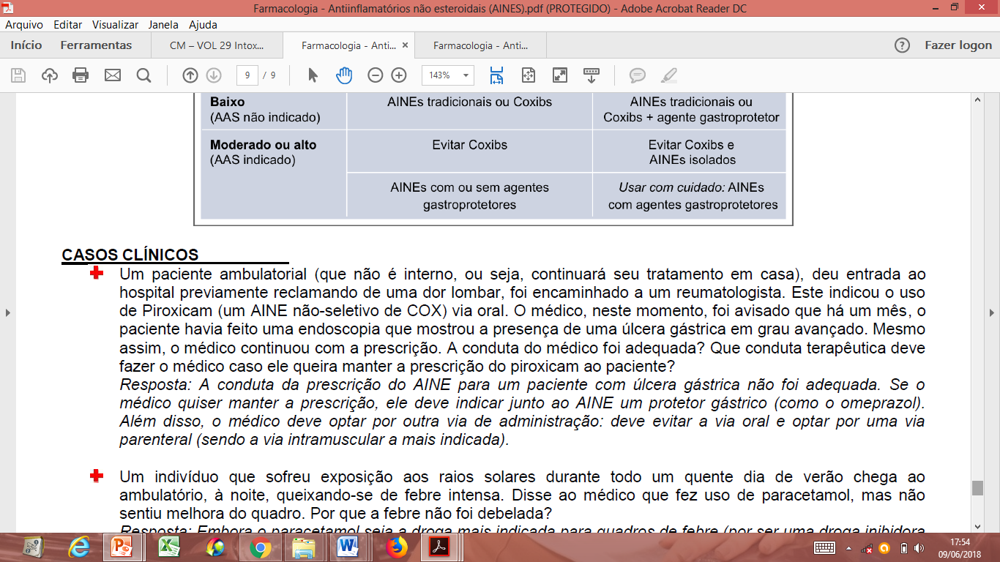 Farmacologia - Antiinflamatórios não esteroidais (AINES).pdf (PROTEGIDO) - Adobe Acrobat Reader DC
Arquivo Editar Visualizar Janela Ajuda
Início Ferramentas CM – VOL 29 Intox... Farmacologia - Anti... × Farmacologia - Anti... ? Fazer logon
9 / 9 143%
Baixo AINEs tradicionais ou Coxibs AINEs tradicionais ou
(AAS não indicado) Coxibs + agente gastroprotetor
Moderado ou alto Evitar Coxibs Evitar Coxibs e
(AAS indicado) AINEs isolados
AINEs com ou sem agentes Usar com cuidado: AINEs
gastroprotetores com agentes gastroprotetores
CASOS CLÍNICOS
Um paciente ambulatorial (que não é interno, ou seja, continuará seu tratamento em casa), deu entrada ao
hospital previamente reclamando de uma dor lombar, foi encaminhado a um reumatologista. Este indicou o uso
de Piroxicam (um AINE não-seletivo de COX) via oral. O médico, neste momento, foi avisado que há um mês, o
paciente havia feito uma endoscopia que mostrou a presença de uma úlcera gástrica em grau avançado. Mesmo
assim, o médico continuou com a prescrição. A conduta do médico foi adequada? Que conduta terapêutica deve
fazer o médico caso ele queira manter a prescrição do piroxicam ao paciente?
Resposta: A conduta da prescrição do AINE para um paciente com úlcera gástrica não foi adequada. Se o
médico quiser manter a prescrição, ele deve indicar junto ao AINE um protetor gástrico (como o omeprazol).
Além disso, o médico deve optar por outra via de administração: deve evitar a via oral e optar por uma via
parenteral (sendo a via intramuscular a mais indicada).
Um indivíduo que sofreu exposição aos raios solares durante todo um quente dia de verão chega ao
ambulatório, à noite, queixando-se de febre intensa. Disse ao médico que fez uso de paracetamol, mas não
sentiu melhora do quadro. Por que a febre não foi debelada?
Resposta: Embora o paracetamol seja a droga mais indicada para quadros de febre (por ser uma droga inibidora
17:54
09/06/2018